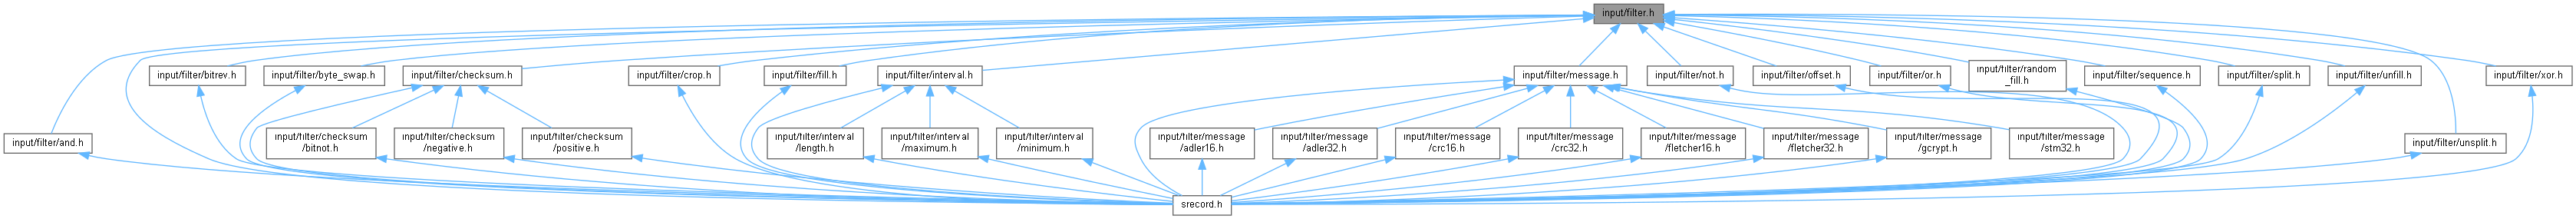 input/filter.h
input/filter/bitrev.h
input/filter/byte_swap.h
input/filter/checksum.h
input/filter/crop.h
input/filter/fill.h
input/filter/interval.h
input/filter/message.h
input/filter/not.h
input/filter/offset.h
input/filter/or.h
input/filter/random
_fill.h
input/filter/sequence.h
input/filter/split.h
input/filter/unfill.h
input/filter/xor.h
input/filter/and.h
input/filter/checksum
/bitnot.h
input/filter/checksum
/negative.h
input/filter/checksum
/positive.h
input/filter/interval
/length.h
input/filter/interval
/maximum.h
input/filter/interval
/minimum.h
input/filter/message
/adler16.h
input/filter/message
/adler32.h
input/filter/message
/crc16.h
input/filter/message
/crc32.h
input/filter/message
/fletcher16.h
input/filter/message
/fletcher32.h
input/filter/message
/gcrypt.h
input/filter/message
/stm32.h
input/filter/unsplit.h
srecord.h